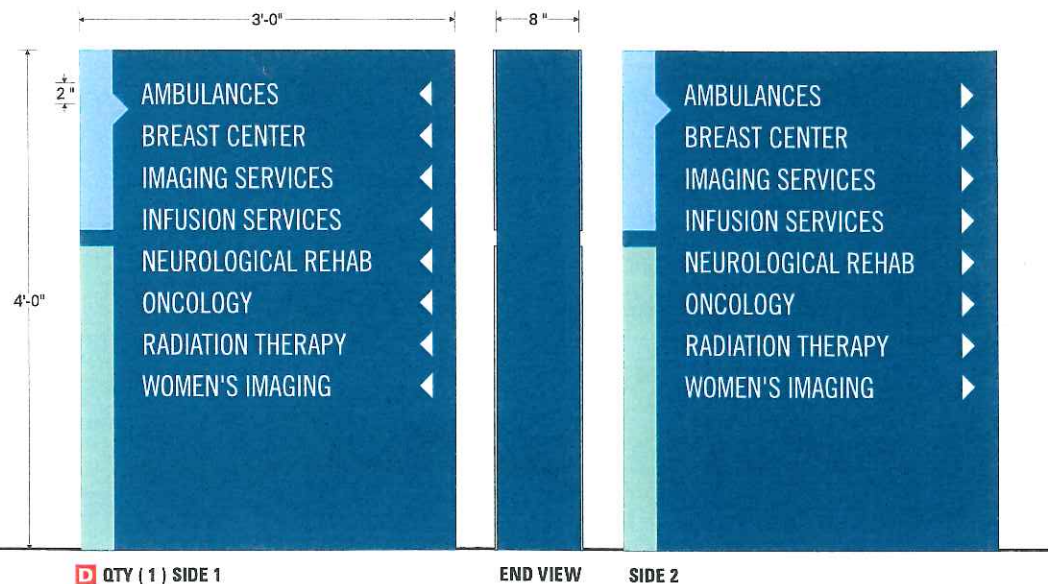 3'-0"
8 "
2 "
4'-0"
AMBULANCES
BREAST CENTER
IMAGING SERVICES
INFUSION SERVICES
NEUROLOGICAL REHAB
ONCOLOGY
RADIATION THERAPY
WOMEN'S IMAGING
AMBULANCES
BREAST CENTER
IMAGING SERVICES
INFUSION SERVICES
NEUROLOGICAL REHAB
ONCOLOGY
RADIATION THERAPY
WOMEN'S IMAGING
D QTY ( 1 ) SIDE 1
END VIEW
SIDE 2